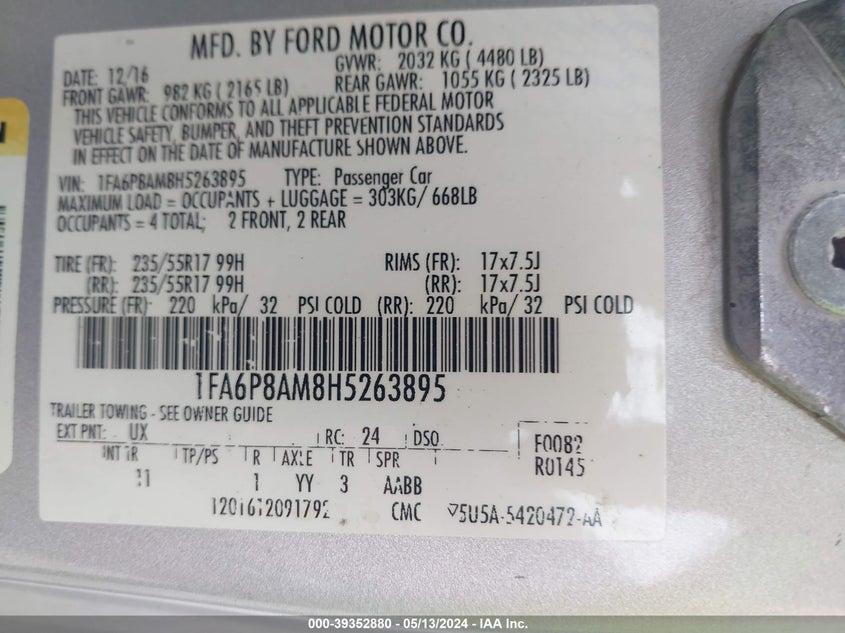 MFD. BY FORD MOTOR CO.
DATE: 12/16 GVWR: 2032 KG ( 4480 LB)
FRONT GAWR: 982 KG ( 2165 LB) REAR GAWR: 1055 KG ( 2325 LB)
THIS VEHICLE CONFORMS TO ALL APPLICABLE FEDERAL MOTOR
VEHICLE SAFETY, BUMPER, AND THEFT PREVENTION STANDARDS
IN EFFECT ON THE DATE OF MANUFACTURE SHOWN ABOVE.
VIN: 1FA6P8AM8H5263895 TYPE: Passenger Car
MAXIMUM LOAD = OCCUPANTS + LUGGAGE = 303KG/ 668LB
OCCUPANTS = 4 TOTAL; 2 FRONT, 2 REAR
TIRE (FR): 235/55R17 99H RIMS (FR): 17x7.5J
(RR): 235/55R17 99H (RR): 17x7.5J
PRESSURE (FR): 220 kPa/ 32 PSI COLD (RR): 220 kPa/ 32 PSI COLD
1FA6P8AM8H5263895
TRAILER TOWING - SEE OWNER GUIDE
EXT PNT: UX RC: 24 DSO F0082
INT TR TP/PS R AXLE TR SPR R0145
11 1 YY 3 AABB
CMC 5U5A-5420472-AA
000-39352880 - 05/13/2024 - IAA Inc.